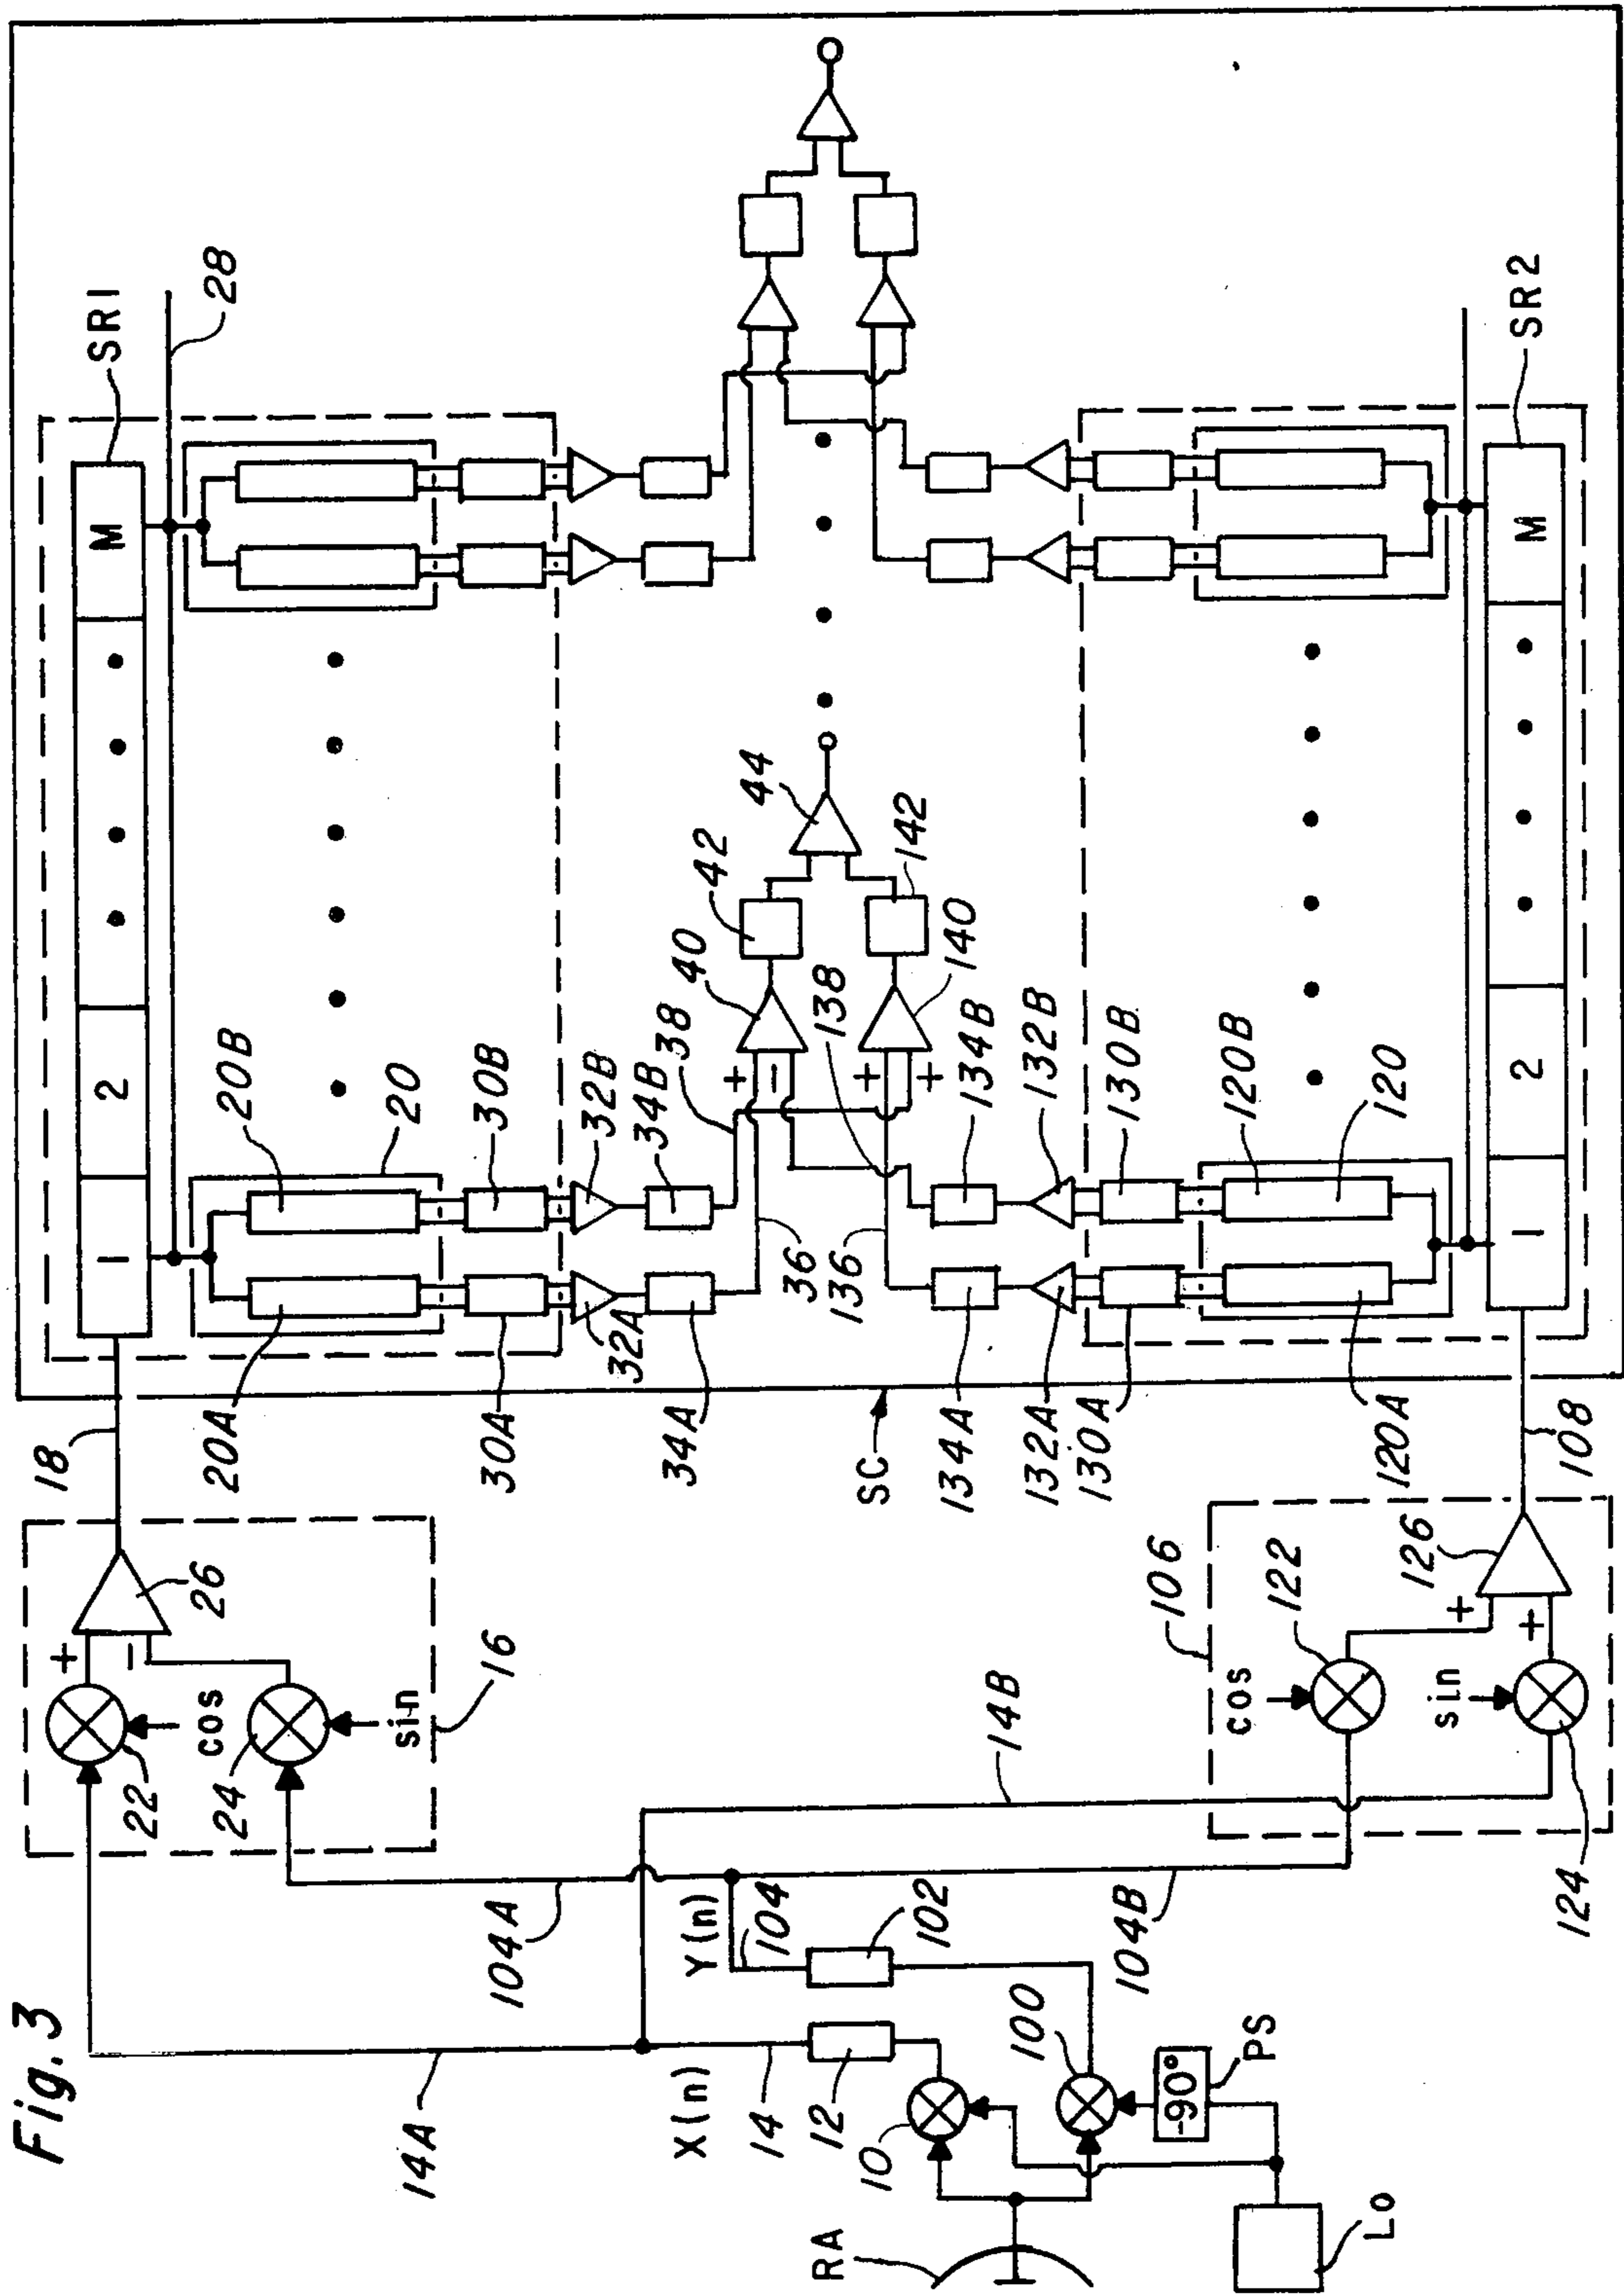 Fig. 3
14A
X(n)
14
12
10
RA
Lo
PS
-90°
100
Y(n)
104
102
104A
104B
14B
22
cos
24
sin
16
+
−
26
18
106
cos
122
sin
124
+
+
126
108
SC
SR1
1
2
M
28
20A
20B
20
30A
30B
32A
32B
34A
34B
36
38
+
−
40
42
44
136
138
+
+
140
142
134A
134B
132A
132B
130A
130B
120A
120B
120
1
2
M
SR2